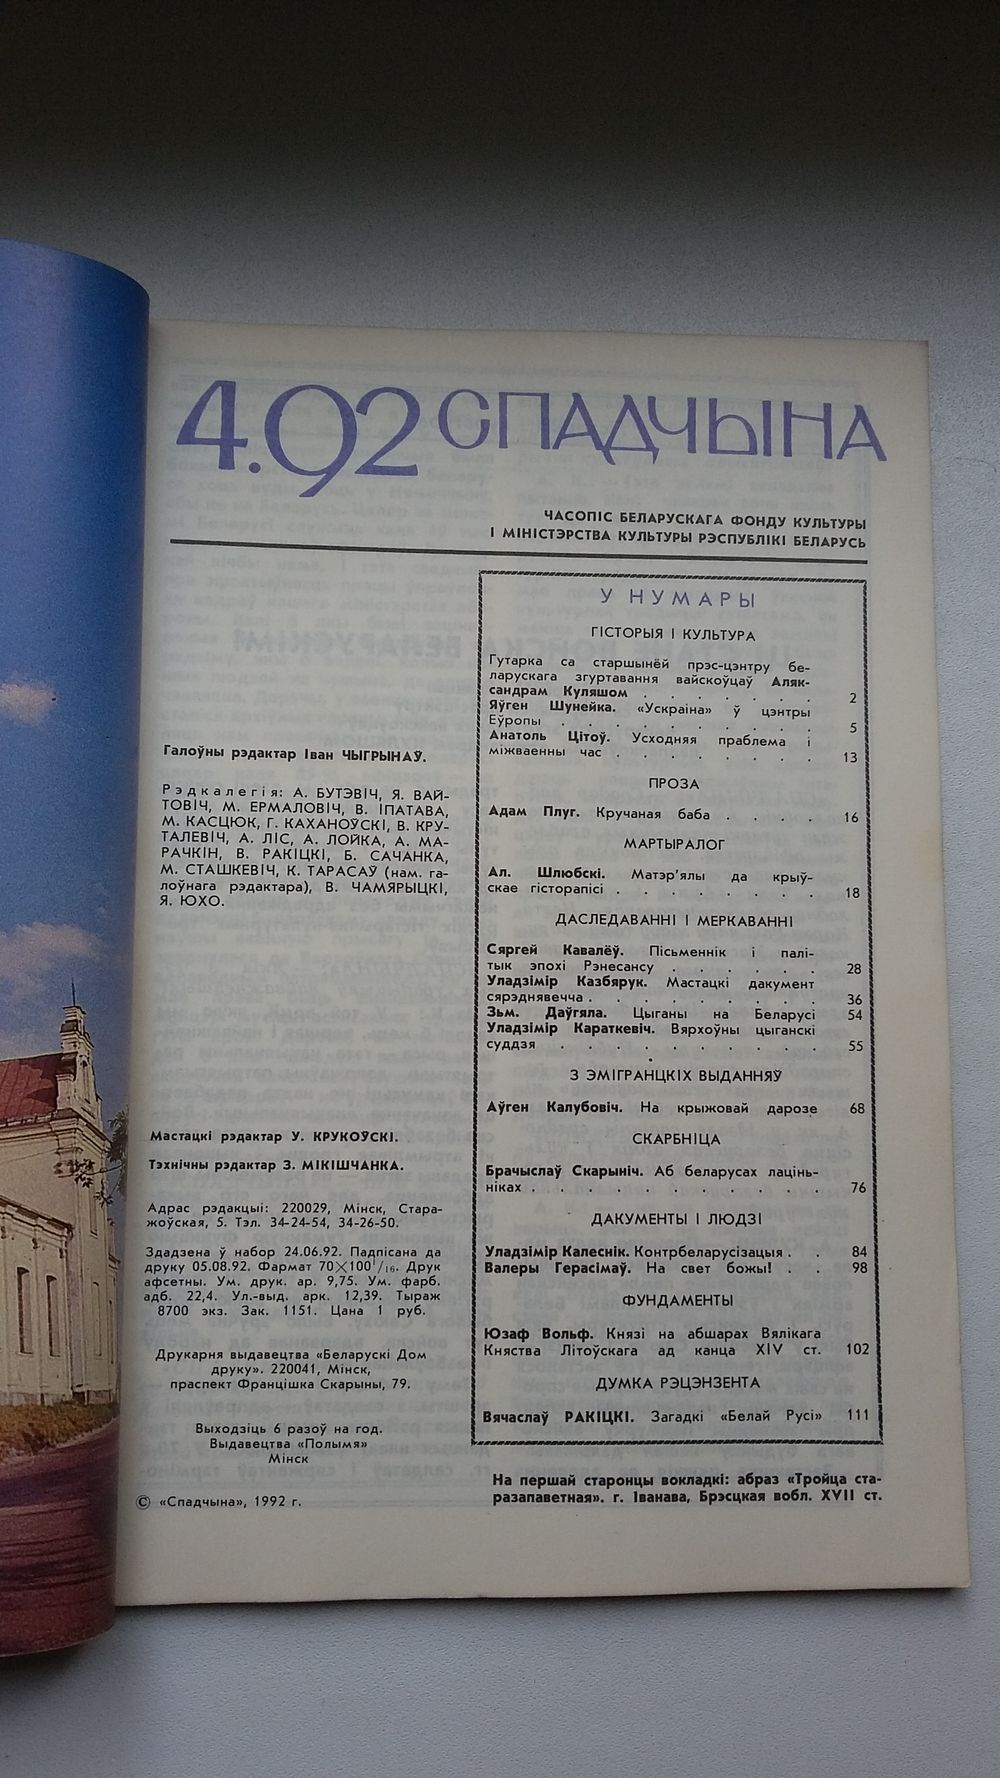 4.92 СПАДЧЫНА
ЧАСОПІС БЕЛАРУСКАГА ФОНДУ КУЛЬТУРЫ
І МІНІСТЭРСТВА КУЛЬТУРЫ РЭСПУБЛІКІ БЕЛАРУСЬ
Галоўны рэдактар Іван ЧЫГРЫНАЎ.
Рэдкалегія: А. БУТЭВІЧ, Я. ВАЙ-
ТОВІЧ, М. ЕРМАЛОВІЧ, В. ІПАТАВА,
М. КАСЦЮК, Г. КАХАНОЎСКІ, В. КРУ-
ТАЛЕВІЧ, А. ЛІС, А. ЛОЙКА, А. МА-
РАЧКІН, В. РАКІЦКІ, Б. САЧАНКА,
М. СТАШКЕВІЧ, К. ТАРАСАЎ (нам. га-
лоўнага рэдактара), В. ЧАМЯРЫЦКІ,
Я. ЮХО.
Мастацкі рэдактар У. КРУКОЎСКІ.
Тэхнічны рэдактар З. МІКІШЧАНКА.
Адрас рэдакцыі: 220029, Мінск, Стара-
жоўская, 5. Тэл. 34-24-54, 34-26-50.
Здадзена ў набор 24.06.92. Падпісана да
друку 05.08.92. Фармат 70×100 1/16. Друк
афсетны. Ум. друк. ар. 9,75. Ум. фарб.
адб. 22,4. Ул.-выд. арк. 12,39. Тыраж
8700 экз. Зак. 1151. Цана 1 руб.
Друкарня выдавецтва «Беларускі Дом
друку». 220041, Мінск,
праспект Францішка Скарыны, 79.
Выходзіць 6 разоў на год.
Выдавецтва «Полымя»
Мінск
© «Спадчына», 1992 г.
У НУМАРЫ
ГІСТОРЫЯ І КУЛЬТУРА
Гутарка са старшынёй прэс-цэнтру бе-
ларускага згуртавання вайскоўцаў Аляк-
сандрам Куляшом . . . . . . . 2
Яўген Шунейка. «Ускраіна» ў цэнтры
Еўропы . . . . . . . . . . 5
Анатоль Цітоў. Усходняя праблема і
міжваенны час . . . . . . . . 13
ПРОЗА
Адам Плуг. Кручаная баба . . . . 16
МАРТЫРАЛОГ
Ал. Шлюбскі. Матэр'ялы да крыў-
скае гісторапісі . . . . . . . 18
ДАСЛЕДАВАННІ І МЕРКАВАННІ
Сяргей Кавалёў. Пісьменнік і палі-
тык эпохі Рэнесансу . . . . . . 28
Уладзімір Казбярук. Мастацкі дакумент
сярэднявечча . . . . . . . . . 36
Зьм. Даўгяла. Цыганы на Беларусі 54
Уладзімір Караткевіч. Вярхоўны цыганскі
суддзя . . . . . . . . . . 55
З ЭМІГРАНЦКІХ ВЫДАННЯЎ
Аўген Калубовіч. На крыжовай дарозе 68
СКАРБНІЦА
Брачыслаў Скарыніч. Аб беларусах лацінь-
ніках . . . . . . . . . . . 76
ДАКУМЕНТЫ І ЛЮДЗІ
Уладзімір Калеснік. Контрбеларусізацыя . . 84
Валеры Герасімаў. На свет божы! . . 98
ФУНДАМЕНТЫ
Юзаф Вольф. Князі на абшарах Вялікага
Княства Літоўскага ад канца XIV ст. 102
ДУМКА РЭЦЭНЗЕНТА
Вячаслаў РАКІЦКІ. Загадкі «Белай Русі» 111
На першай старонцы вокладкі: абраз «Тройца ста-
разапаветная». г. Іванава, Брэсцкая вобл. XVII ст.